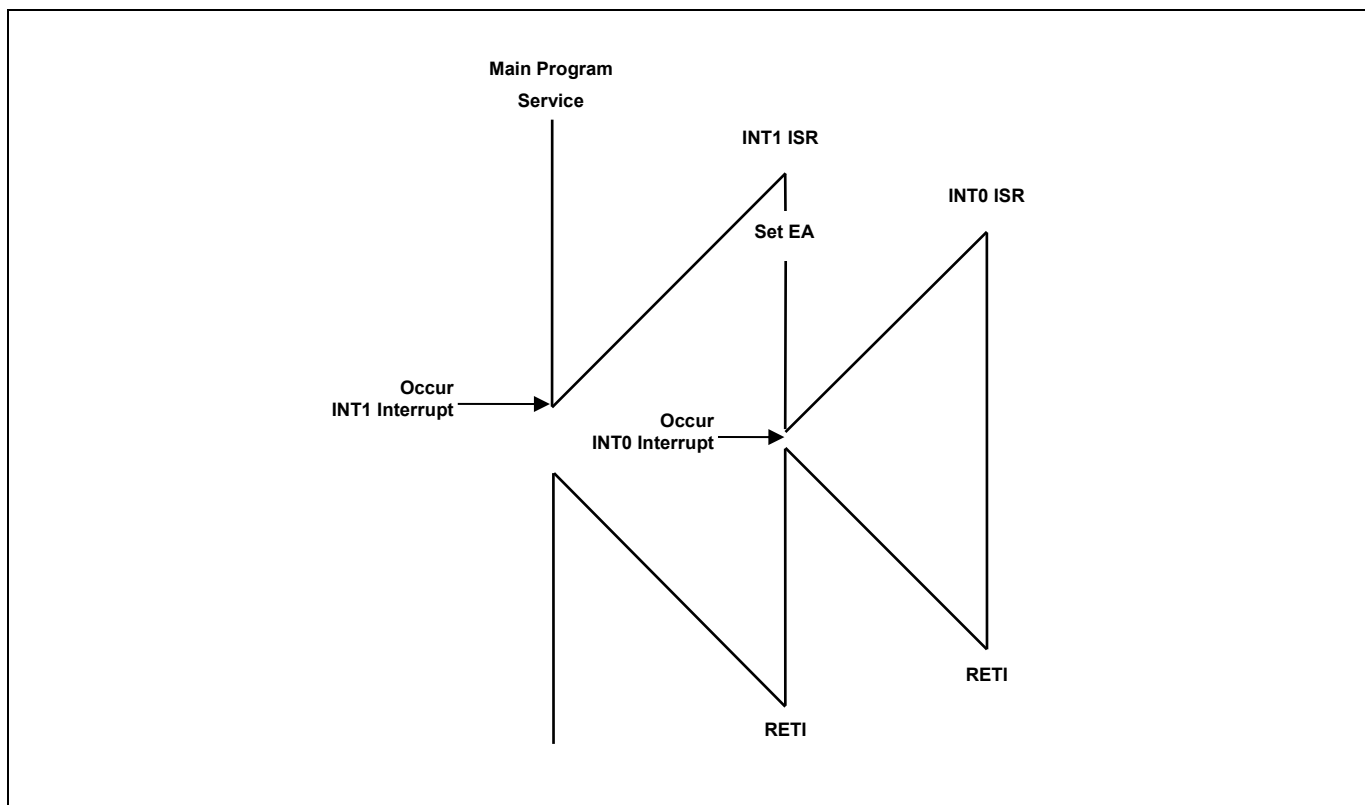 Main Program
Service
INT1 ISR
INT0 ISR
Set EA
Occur
INT1 Interrupt
Occur
INT0 Interrupt
RETI
RETI